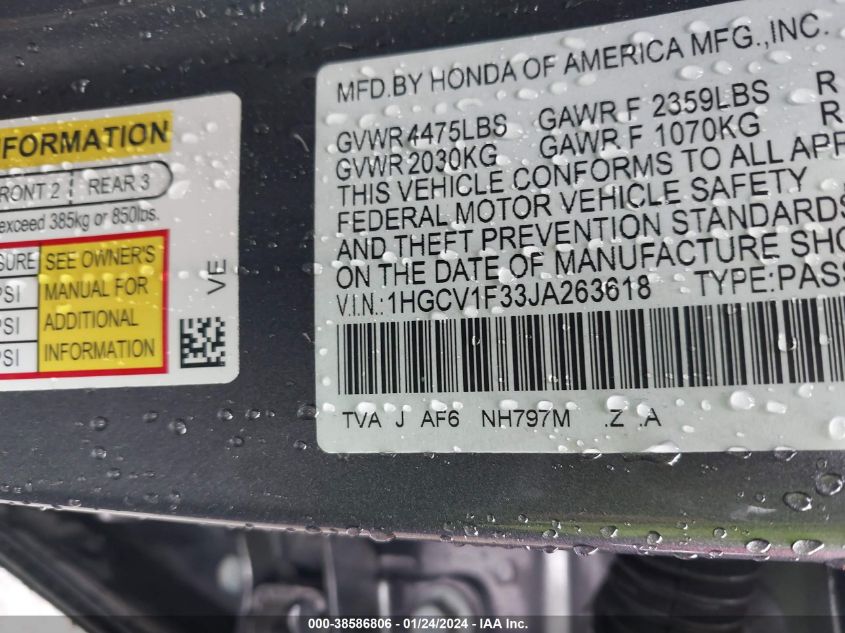 NFORMATION
RONT 2 REAR 3
exceed 385kg or 850lbs.
SURE SEE OWNER'S
PSI MANUAL FOR
PSI ADDITIONAL
PSI INFORMATION
VE
MFD.BY HONDA OF AMERICA MFG.,INC.
GVWR 4475LBS GAWR F 2359LBS R
GVWR 2030KG GAWR F 1070KG R
THIS VEHICLE CONFORMS TO ALL APP
FEDERAL MOTOR VEHICLE SAFETY
AND THEFT PREVENTION STANDARDS
ON THE DATE OF MANUFACTURE SHO
V.I.N.:1HGCV1F33JA263618 TYPE:PASS
TVA J AF6 NH797M .Z .A
000-38586806 - 01/24/2024 - IAA Inc.